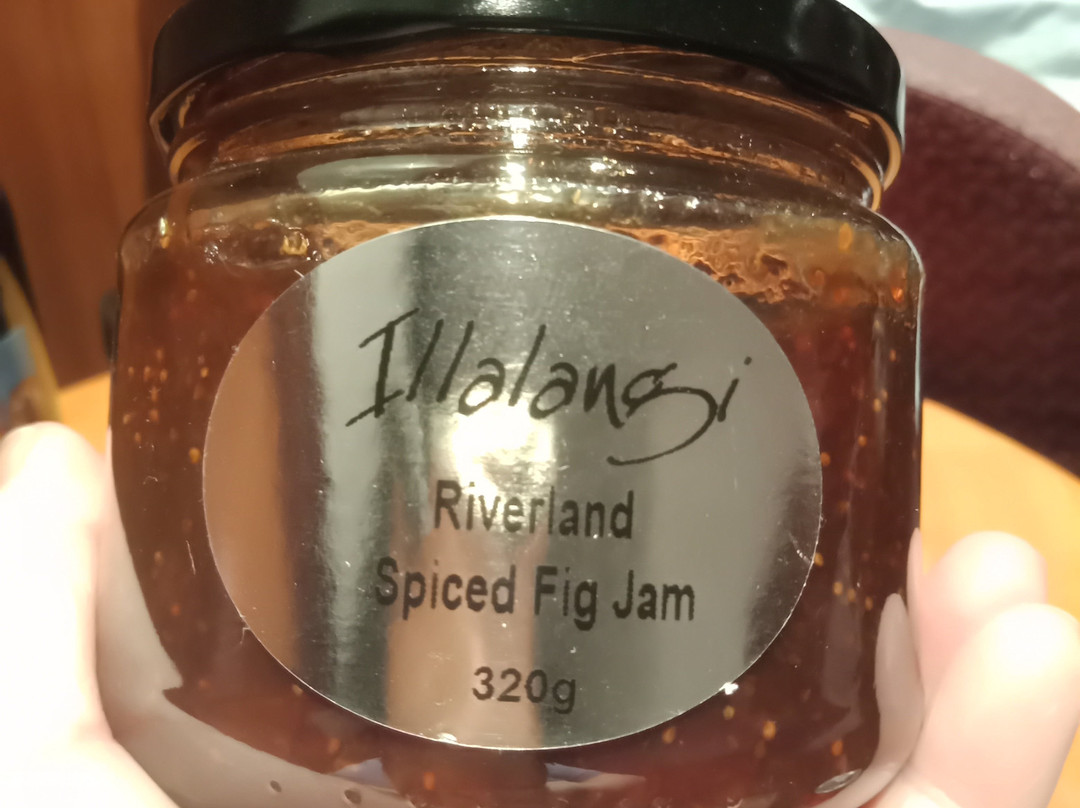 Illalangi
Riverland
Spiced Fig Jam
320g